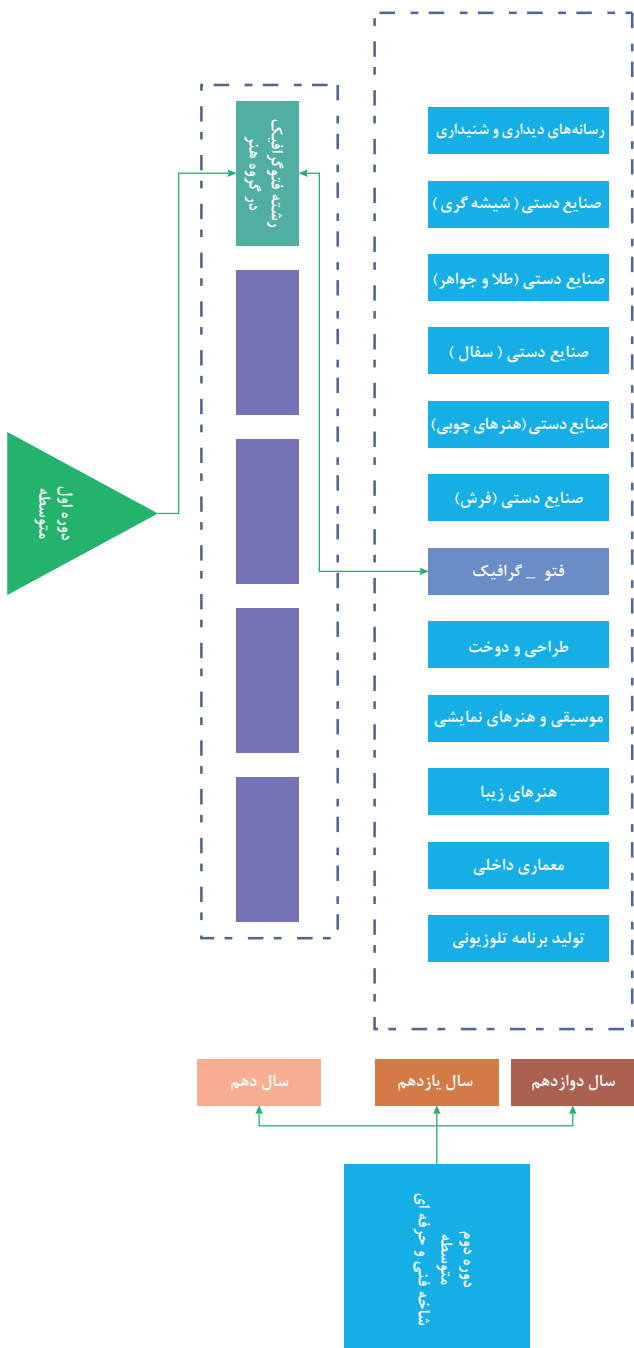 رسانه‌های دیداری و شنیداری
صنایع دستی ( شیشه گری )
صنایع دستی (طلا و جواهر)
صنایع دستی ( سفال )
صنایع دستی (هنرهای چوبی)
صنایع دستی (فرش)
فتو _ گرافیک
طراحی و دوخت
موسیقی و هنرهای نمایشی
هنرهای زیبا
معماری داخلی
تولید برنامه تلوزیونی
رشته فتوگرافیک
در گروه هنر
دوره اول
متوسطه
سال دهم
سال یازدهم
سال دوازدهم
دوره دوم
متوسطه
شاخه فنی و حرفه ای